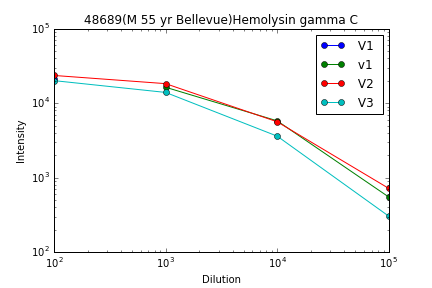 48689(M 55 yr Bellevue)Hemolysin gamma C
10^5
10^4
10^3
10^2
Intensity
V1
v1
V2
V3
10^2 10^3 10^4 10^5
Dilution